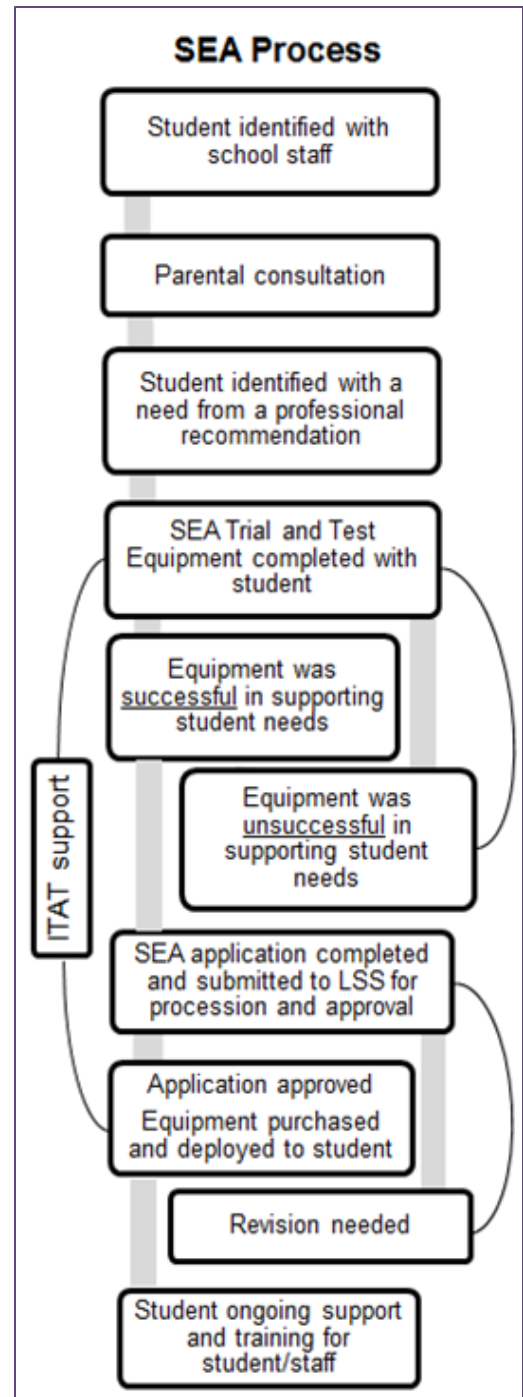 SEA Process
Student identified with
school staff
Parental consultation
Student identified with a
need from a professional
recommendation
SEA Trial and Test
Equipment completed with
student
Equipment was
successful in supporting
student needs
Equipment was
unsuccessful in
supporting student
needs
ITAT support
SEA application completed
and submitted to LSS for
procession and approval
Application approved
Equipment purchased
and deployed to student
Revision needed
Student ongoing support
and training for
student/staff